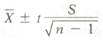 X̄ ± t S/√(n − 1)